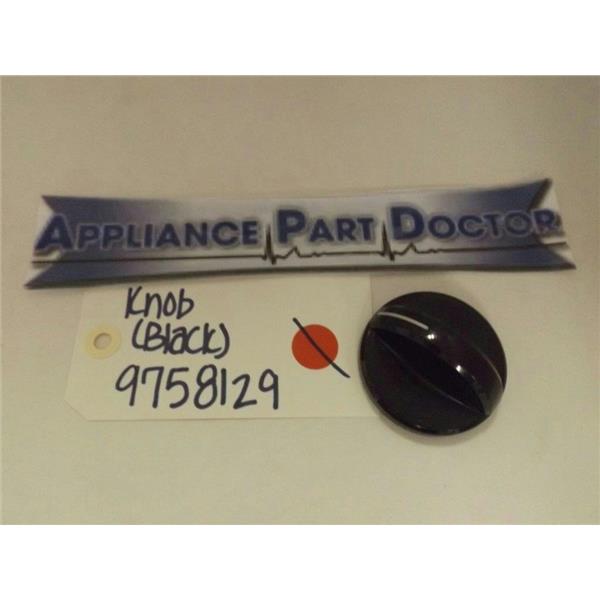 APPLIANCE PART DOCTOR
Knob
(Black)
9758129